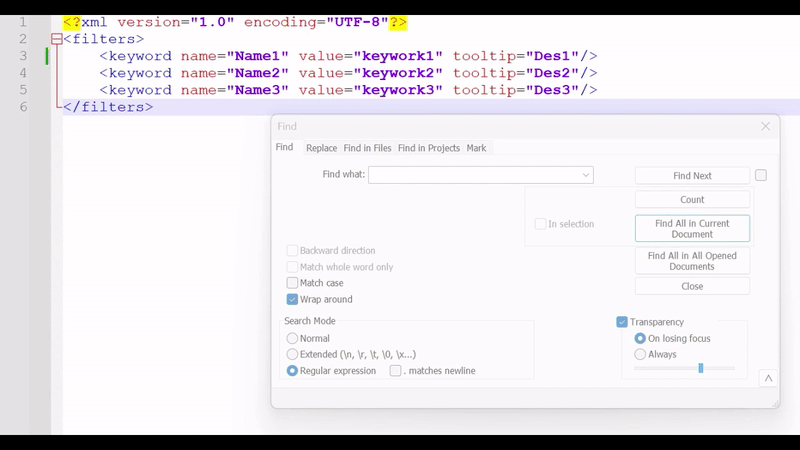 1 <?xml version="1.0" encoding="UTF-8"?>
2 <filters>
3 <keyword name="Name1" value="keywork1" tooltip="Des1"/>
4 <keyword name="Name2" value="keywork2" tooltip="Des2"/>
5 <keyword name="Name3" value="keywork3" tooltip="Des3"/>
6 </filters>
Find
Find Replace Find in Files Find in Projects Mark
Find what:
Find Next
Count
In selection
Find All in Current
Document
Find All in All Opened
Documents
Close
Backward direction
Match whole word only
Match case
Wrap around
Search Mode
Normal
Extended (\n, \r, \t, \0, \x...)
Regular expression
. matches newline
Transparency
On losing focus
Always